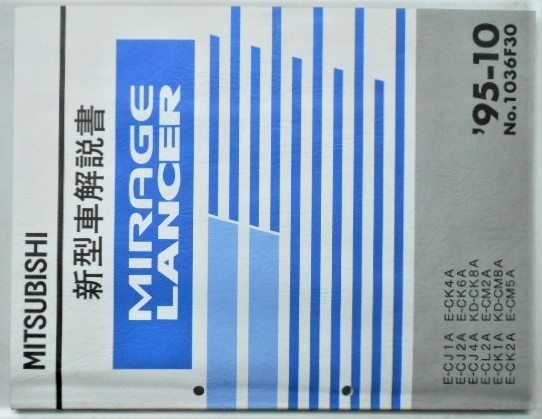 MITSUBISHI
新型車解説書
MIRAGE
LANCER
'95-10
No.1036F30
E-CJ1A E-CK4A
E-CJ2A E-CK6A
E-CJ4A KD-CK8A
E-CL2A E-CM2A
E-CK1A KD-CM8A
E-CK2A E-CM5A